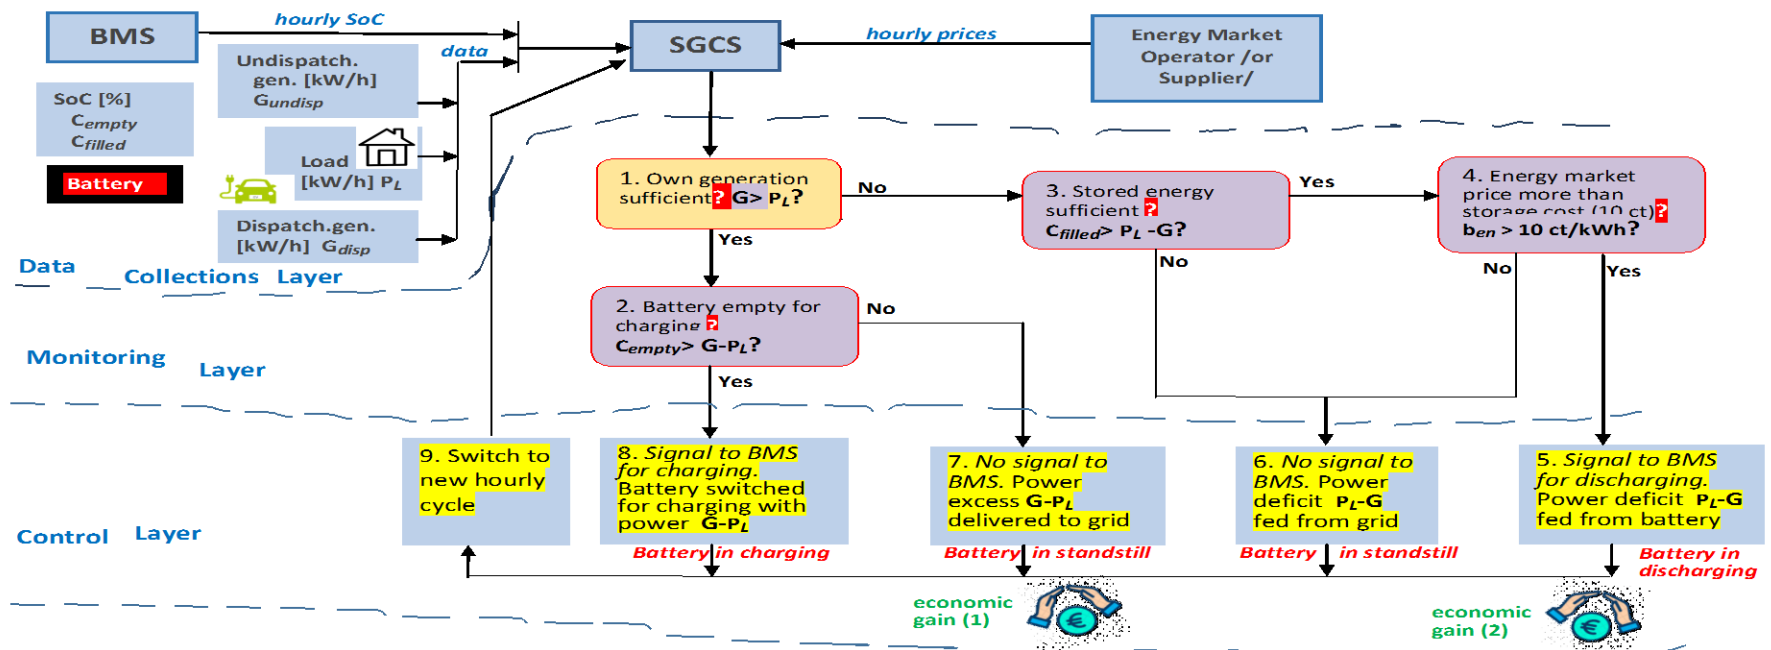 BMS
hourly SoC
data
SGCS
hourly prices
Energy Market
Operator /or
Supplier/
Undispatch.
gen. [kW/h]
Gundisp
SoC [%]
Cempty
Cfilled
Battery
Load
[kW/h] PL
Dispatch.gen.
[kW/h] Gdisp
Data Collections Layer
1. Own generation
sufficient? G> PL?
No
Yes
3. Stored energy
sufficient ?
Cfilled> PL -G?
Yes
No
4. Energy market
price more than
storage cost (10 ct)?
ben > 10 ct/kWh?
No
Yes
2. Battery empty for
charging ?
Cempty> G-PL?
No
Yes
Monitoring Layer
9. Switch to
new hourly
cycle
8. Signal to BMS
for charging.
Battery switched
for charging with
power G-PL
7. No signal to
BMS. Power
excess G-PL
delivered to grid
6. No signal to
BMS. Power
deficit PL-G
fed from grid
5. Signal to BMS
for discharging.
Power deficit PL-G
fed from battery
Control Layer
Battery in charging
Battery in standstill
Battery in standstill
Battery in
discharging
economic
gain (1)
€
economic
gain (2)
€